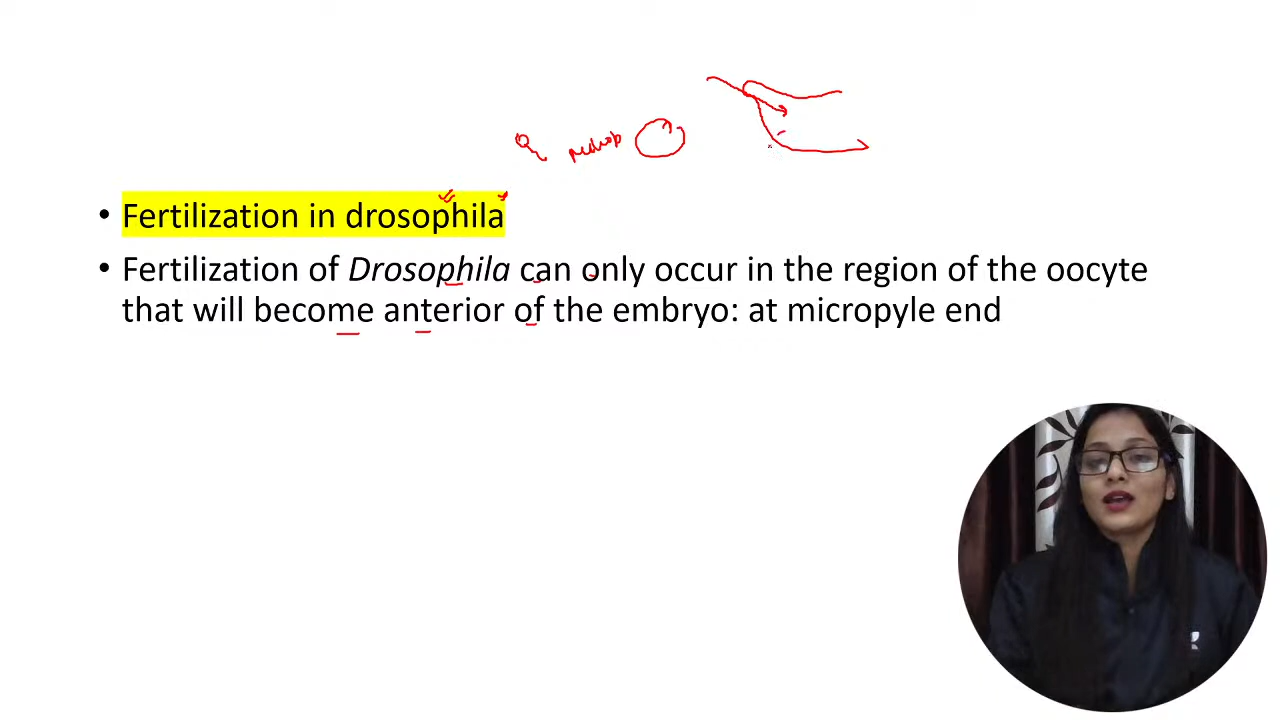 • Fertilization in drosophila
• Fertilization of Drosophila can only occur in the region of the oocyte
that will become anterior of the embryo: at micropyle end